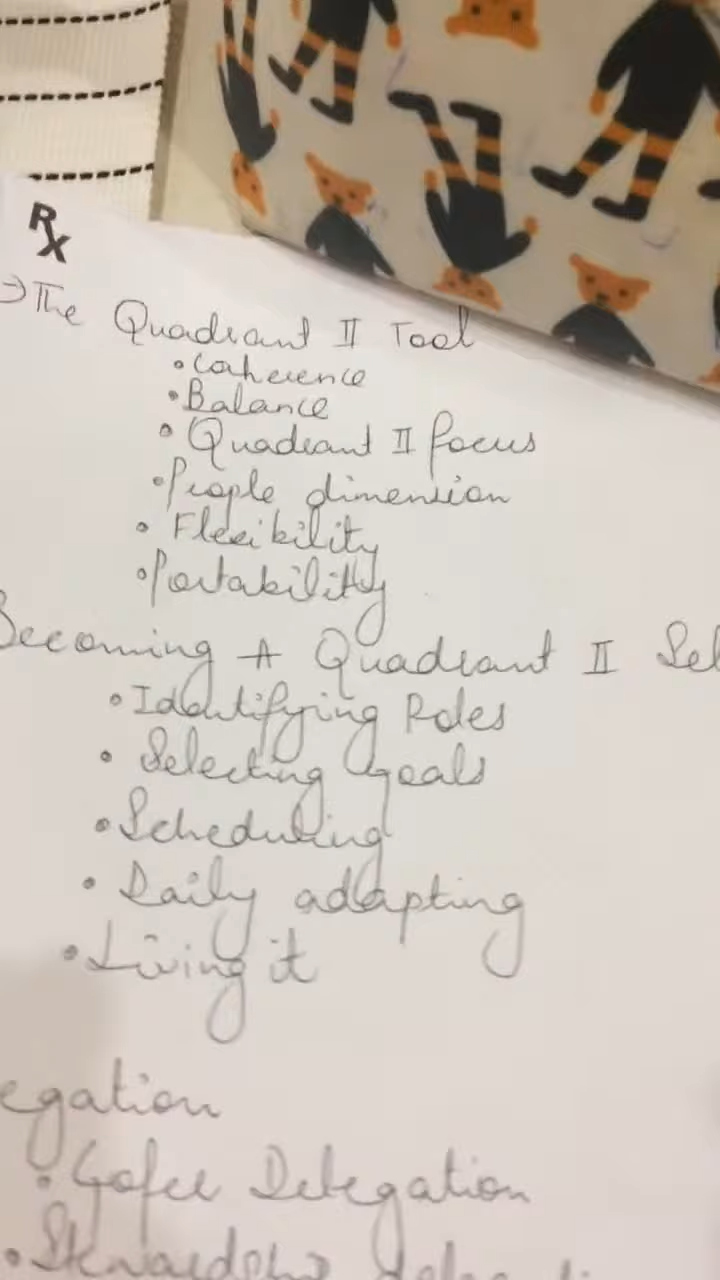 Rx
→The Quadrant II Tool
•Coherence
•Balance
•Quadrant II focus
•People dimension
•Flexibility
•Portability
Becoming A Quadrant II Sel
•Identifying Roles
•Selecting goals
•Scheduling
•Daily adapting
•Living it
egation
•Gofer Delegation
•Stewardship